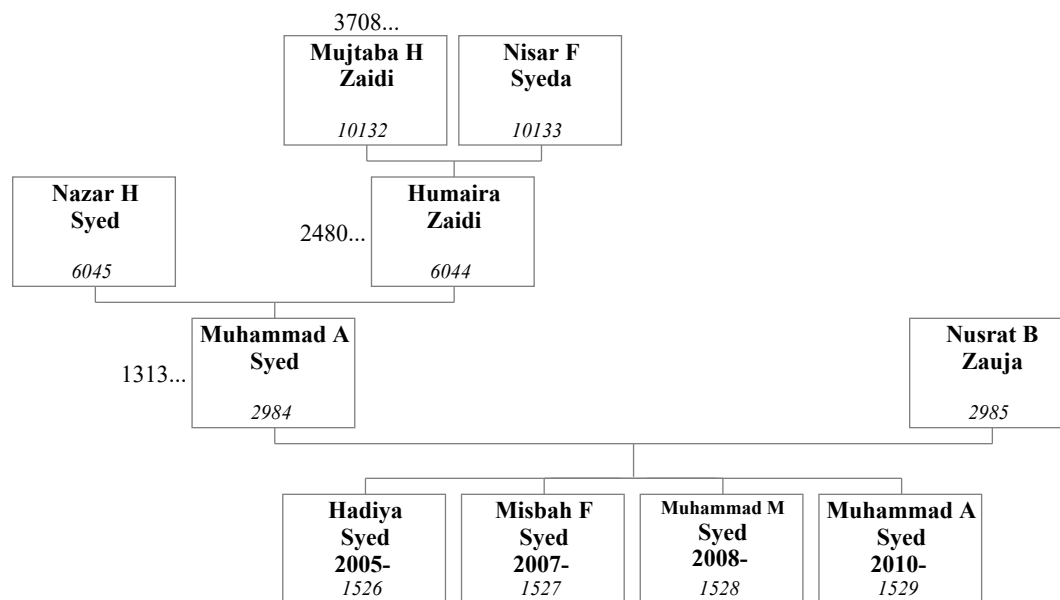 3708...
Mujtaba H
Zaidi
10132
Nisar F
Syeda
10133
Nazar H
Syed
6045
2480...
Humaira
Zaidi
6044
1313...
Muhammad A
Syed
2984
Nusrat B
Zauja
2985
Hadiya
Syed
2005-
1526
Misbah F
Syed
2007-
1527
Muhammad M
Syed
2008-
1528
Muhammad A
Syed
2010-
1529